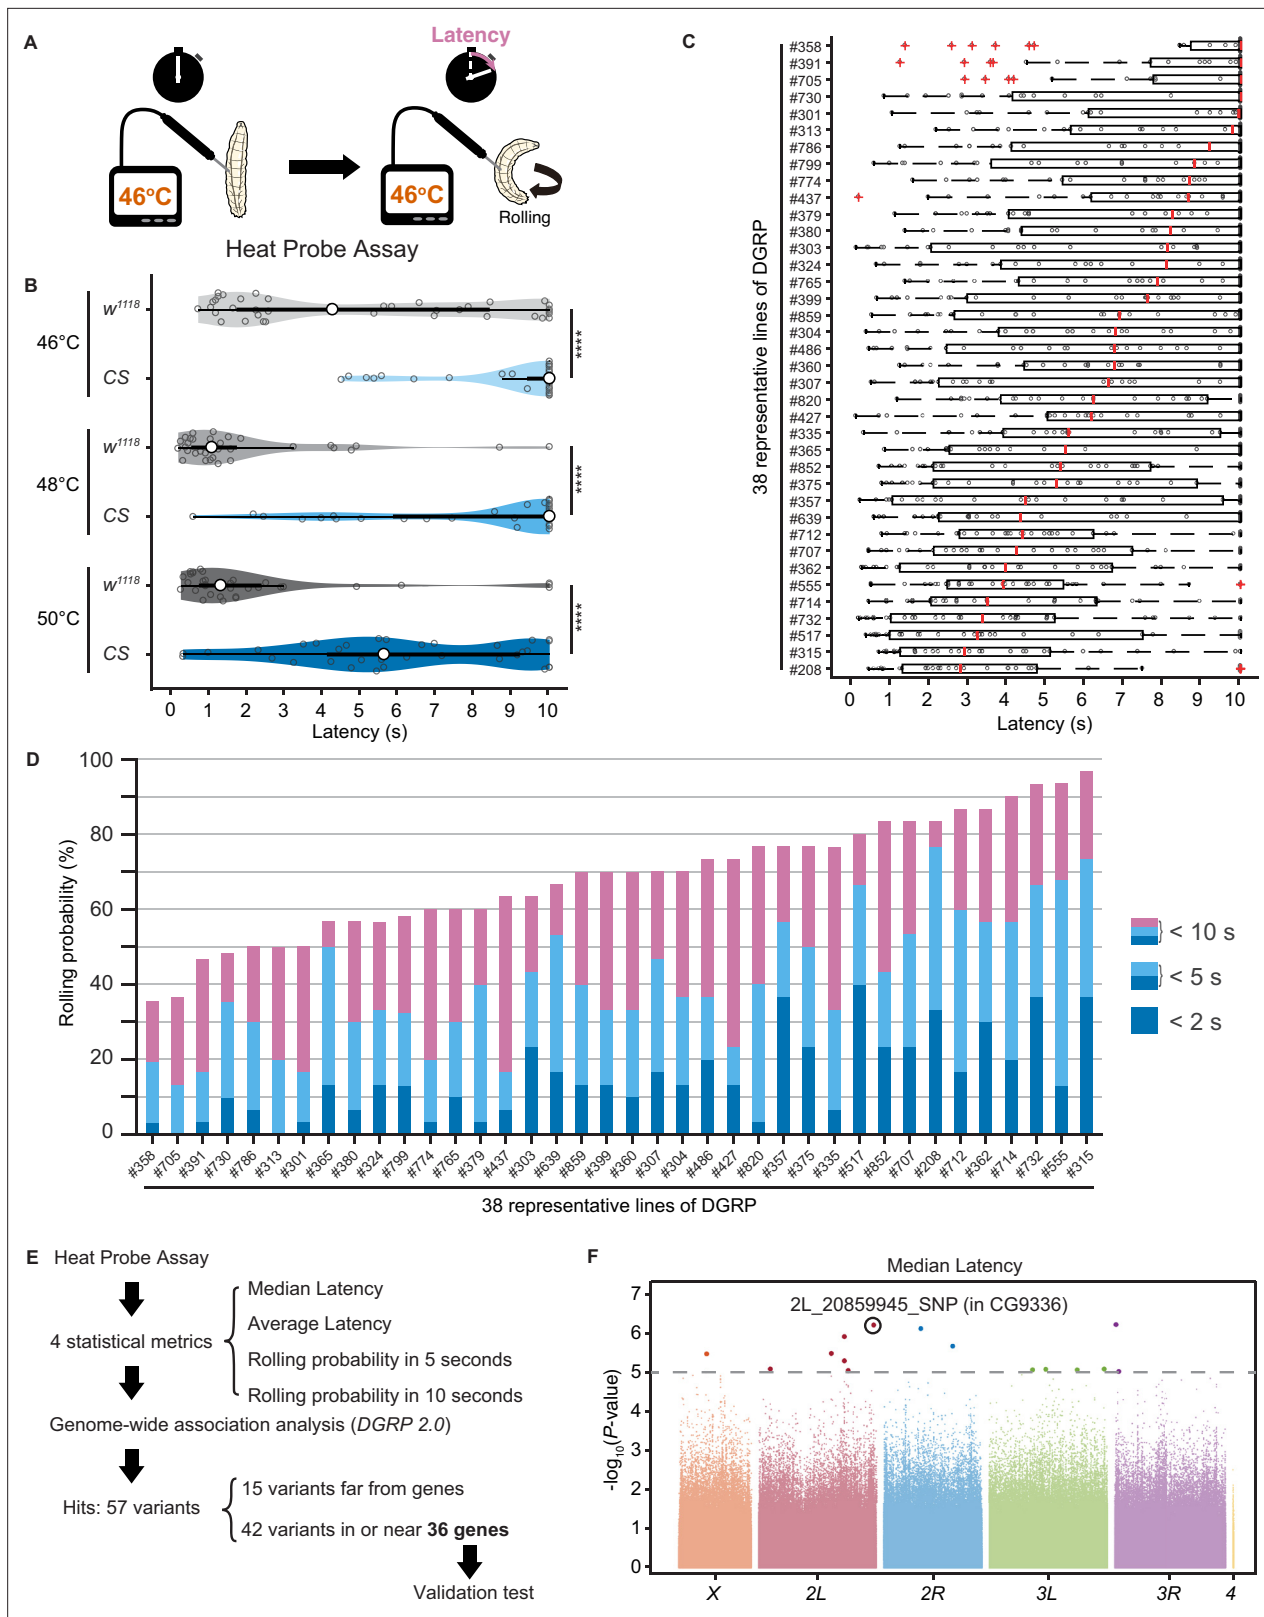 A
Latency
46°C
46°C
Rolling
Heat Probe Assay
B
46°C
w1118
CS
****
48°C
w1118
CS
****
50°C
w1118
CS
****
0 1 2 3 4 5 6 7 8 9 10
Latency (s)
C
38 representative lines of DGRP
#358
#391
#705
#730
#301
#313
#786
#799
#774
#437
#379
#380
#303
#324
#765
#399
#859
#304
#486
#360
#307
#820
#427
#335
#365
#852
#375
#357
#639
#712
#707
#362
#555
#714
#732
#517
#315
#208
0 1 2 3 4 5 6 7 8 9 10
Latency (s)
D
Rolling probability (%)
100
80
60
40
20
0
#358 #705 #391 #730 #786 #313 #301 #365 #380 #324 #799 #774 #765 #379 #437 #303 #639 #859 #399 #360 #307 #304 #486 #427 #820 #357 #375 #335 #517 #852 #707 #208 #712 #362 #714 #732 #555 #315
38 representative lines of DGRP
< 10 s
< 5 s
< 2 s
E Heat Probe Assay
4 statistical metrics
Median Latency
Average Latency
Rolling probability in 5 seconds
Rolling probability in 10 seconds
Genome-wide association analysis (DGRP 2.0)
Hits: 57 variants
15 variants far from genes
42 variants in or near 36 genes
Validation test
F
Median Latency
2L_20859945_SNP (in CG9336)
-log10(P-value)
7
6
5
4
3
2
1
0
X 2L 2R 3L 3R 4